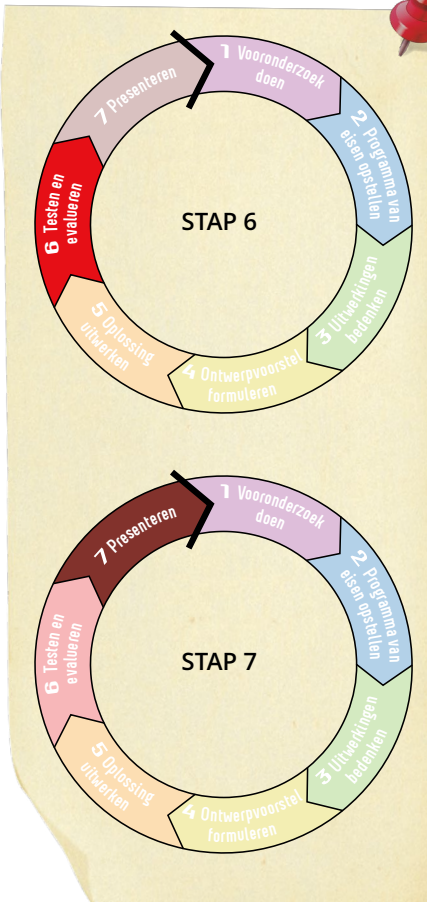 1 Vooronderzoek
doen
2 Programma van
eisen opstellen
3 Uitwerkingen
bedenken
4 Ontwerpvoorstel
formuleren
5 Oplossing
uitwerken
6 Testen en
evalueren
7 Presenteren
STAP 6
1 Vooronderzoek
doen
2 Programma van
eisen opstellen
3 Uitwerkingen
bedenken
4 Ontwerpvoorstel
formuleren
5 Oplossing
uitwerken
6 Testen en
evalueren
7 Presenteren
STAP 7